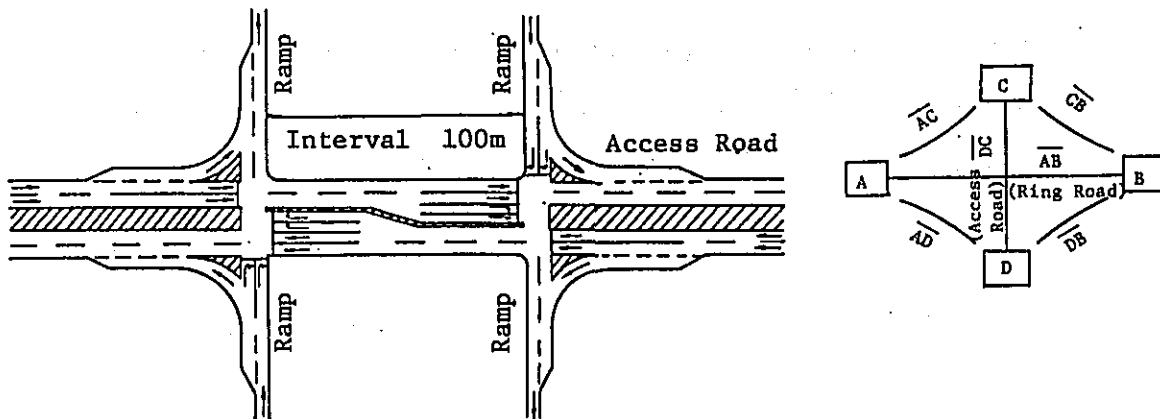 Ramp
Ramp
Interval 100m
Access Road
Ramp
Ramp
C
AC
CB
DC
AB
A
B
(Access Road)
(Ring Road)
AD
DB
D